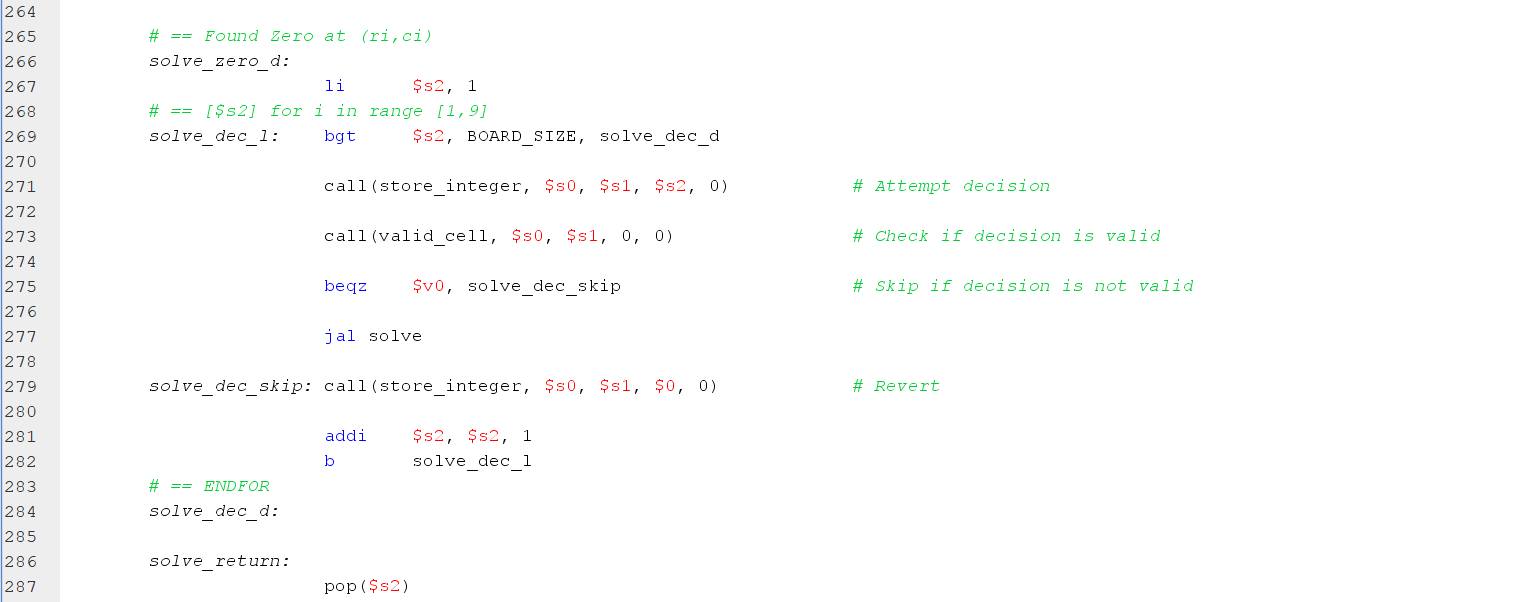 264
265 # == Found Zero at (ri,ci)
266 solve_zero_d:
267 li $s2, 1
268 # == [$s2] for i in range [1,9]
269 solve_dec_l: bgt $s2, BOARD_SIZE, solve_dec_d
270
271 call(store_integer, $s0, $s1, $s2, 0) # Attempt decision
272
273 call(valid_cell, $s0, $s1, 0, 0) # Check if decision is valid
274
275 beqz $v0, solve_dec_skip # Skip if decision is not valid
276
277 jal solve
278
279 solve_dec_skip: call(store_integer, $s0, $s1, $0, 0) # Revert
280
281 addi $s2, $s2, 1
282 b solve_dec_l
283 # == ENDFOR
284 solve_dec_d:
285
286 solve_return:
287 pop($s2)